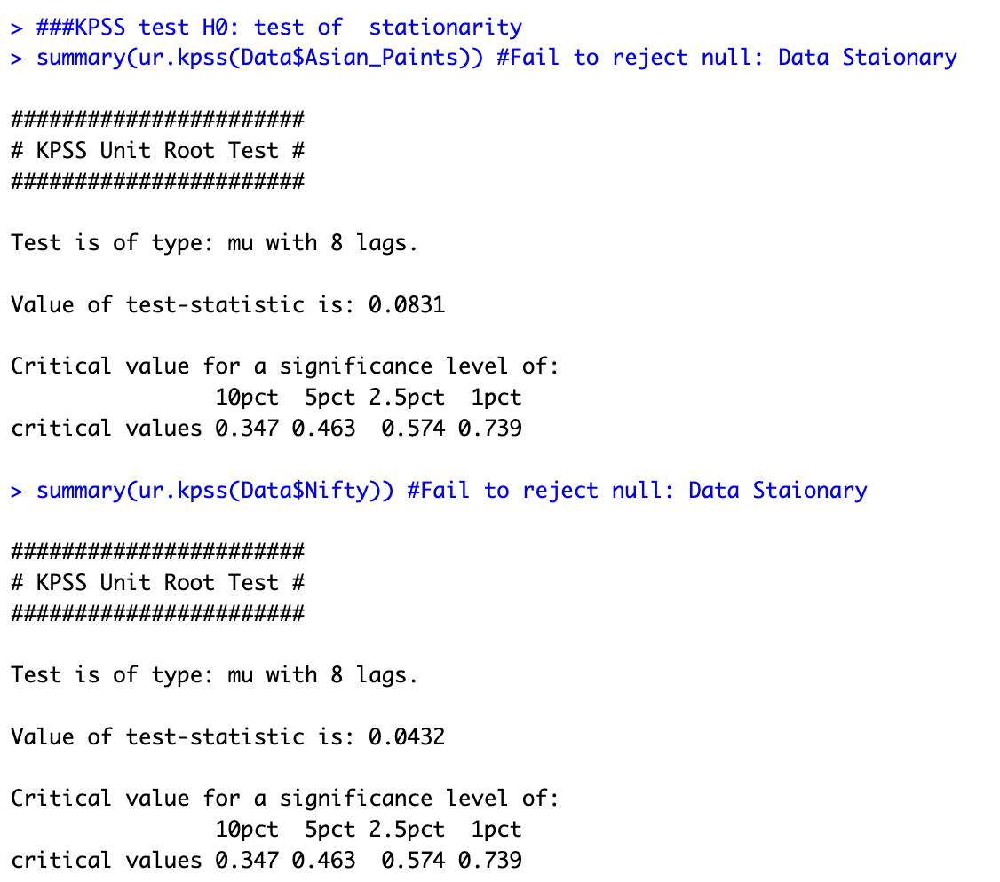 > ###KPSS test H0: test of  stationarity
> summary(ur.kpss(Data$Asian_Paints)) #Fail to reject null: Data Staionary
#######################
# KPSS Unit Root Test #
#######################
Test is of type: mu with 8 lags.
Value of test-statistic is: 0.0831
Critical value for a significance level of:
                10pct  5pct 2.5pct  1pct
critical values 0.347 0.463  0.574 0.739
> summary(ur.kpss(Data$Nifty)) #Fail to reject null: Data Staionary
#######################
# KPSS Unit Root Test #
#######################
Test is of type: mu with 8 lags.
Value of test-statistic is: 0.0432
Critical value for a significance level of:
                10pct  5pct 2.5pct  1pct
critical values 0.347 0.463  0.574 0.739